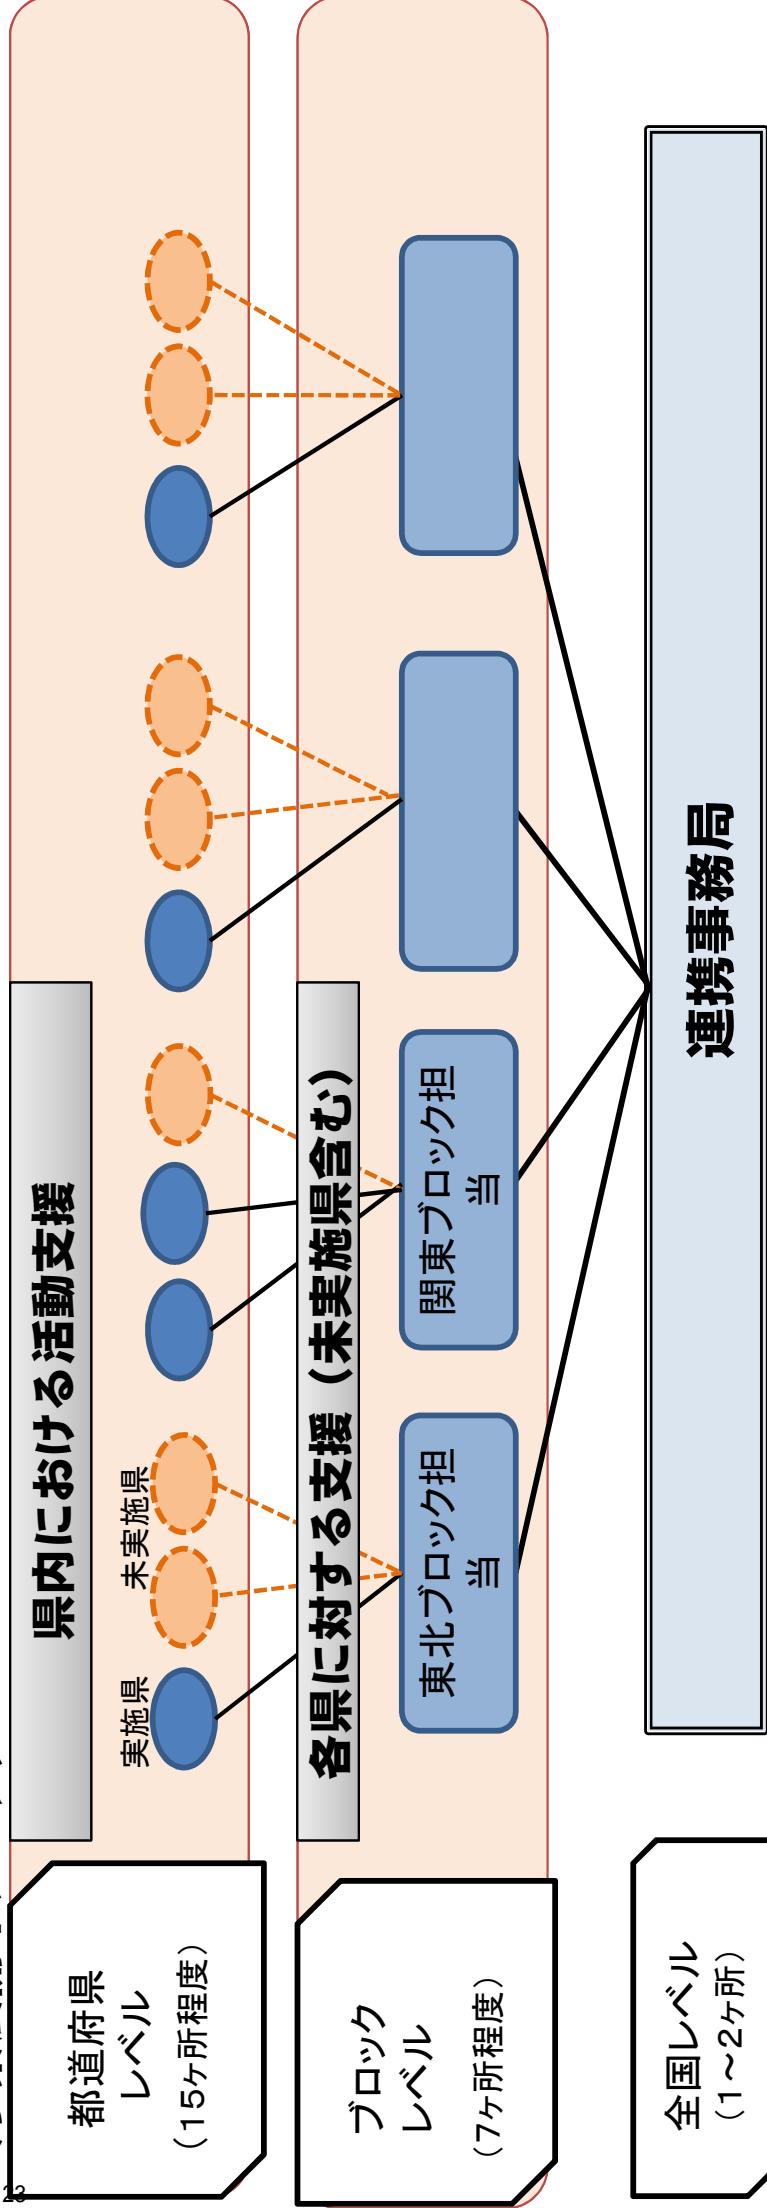 県内における活動支援
実施県
未実施県
都道府県
レベル
（15ヶ所程度）
各県に対する支援（未実施県含む）
東北ブロック担
当
関東ブロック担
当
ブロック
レベル
（7ヶ所程度）
連携事務局
全国レベル
（1～2ヶ所）
23